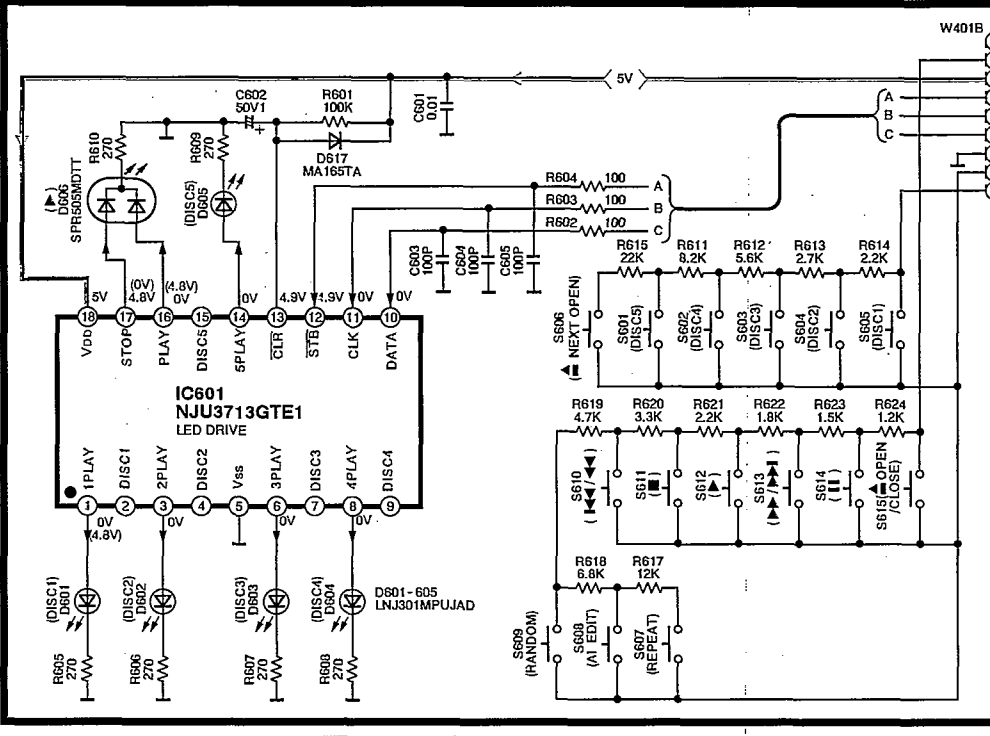 W401B
5V
C602
50V1
+
R601
100K
C601
0.01
R610
270
R609
270
D617
MA165TA
(▲)
D606
SPR505MDTT
(DISC5)
D605
A
B
C
R604
100
A
R603
100
B
R602
100
C
C603
100P
C604
100P
C605
100P
R615
22K
R611
8.2K
R612
5.6K
R613
2.7K
R614
2.2K
5V
(0V)
4.8V
(4.8V)
0V
0V
4.9V
4.9V
0V
0V
18
17
16
15
14
13
12
11
10
VDD
STOP
PLAY
DISC5
5PLAY
CLR
STB
CLK
DATA
S606
(▲■ NEXT OPEN)
S601
(DISC5)
S602
(DISC4)
S603
(DISC3)
S604
(DISC2)
S605
(DISC1)
IC601
NJU3713GTE1
LED DRIVE
1PLAY
DISC1
2PLAY
DISC2
Vss
3PLAY
DISC3
4PLAY
DISC4
1
2
3
4
5
6
7
8
9
0V
(4.8V)
0V
0V
0V
R619
4.7K
R620
3.3K
R621
2.2K
R622
1.8K
R623
1.5K
R624
1.2K
S610
(I◀◀/◀◀)
S611
(■)
S612
(▶)
S613
(▶▶/▶▶I)
S614
(❚❚)
S615(▲■OPEN
/CLOSE)
(DISC1)
D601
(DISC2)
D602
(DISC3)
D603
(DISC4)
D604
D601-605
LNJ301MPUJAD
R605
270
R606
270
R607
270
R608
270
R618
6.8K
R617
12K
S609
(RANDOM)
S608
(AI EDIT)
S607
(REPEAT)